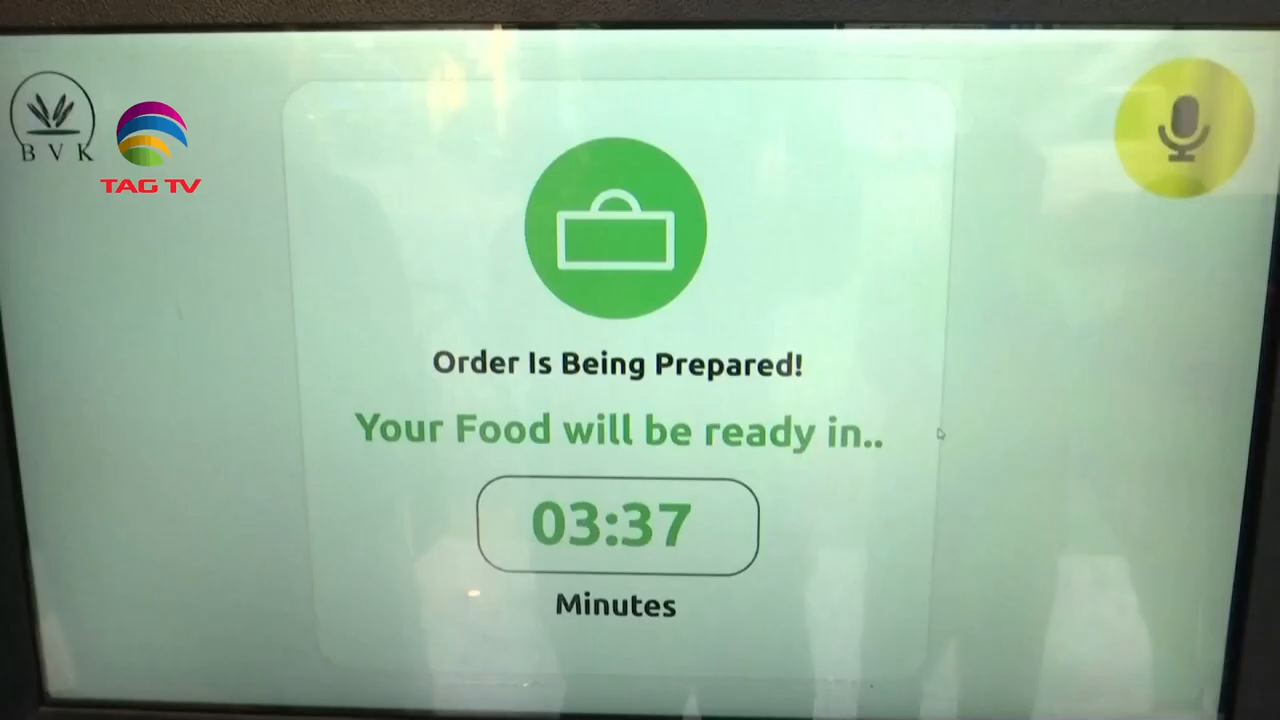 BVK
TAG TV
Order Is Being Prepared!
Your Food will be ready in..
03:37
Minutes